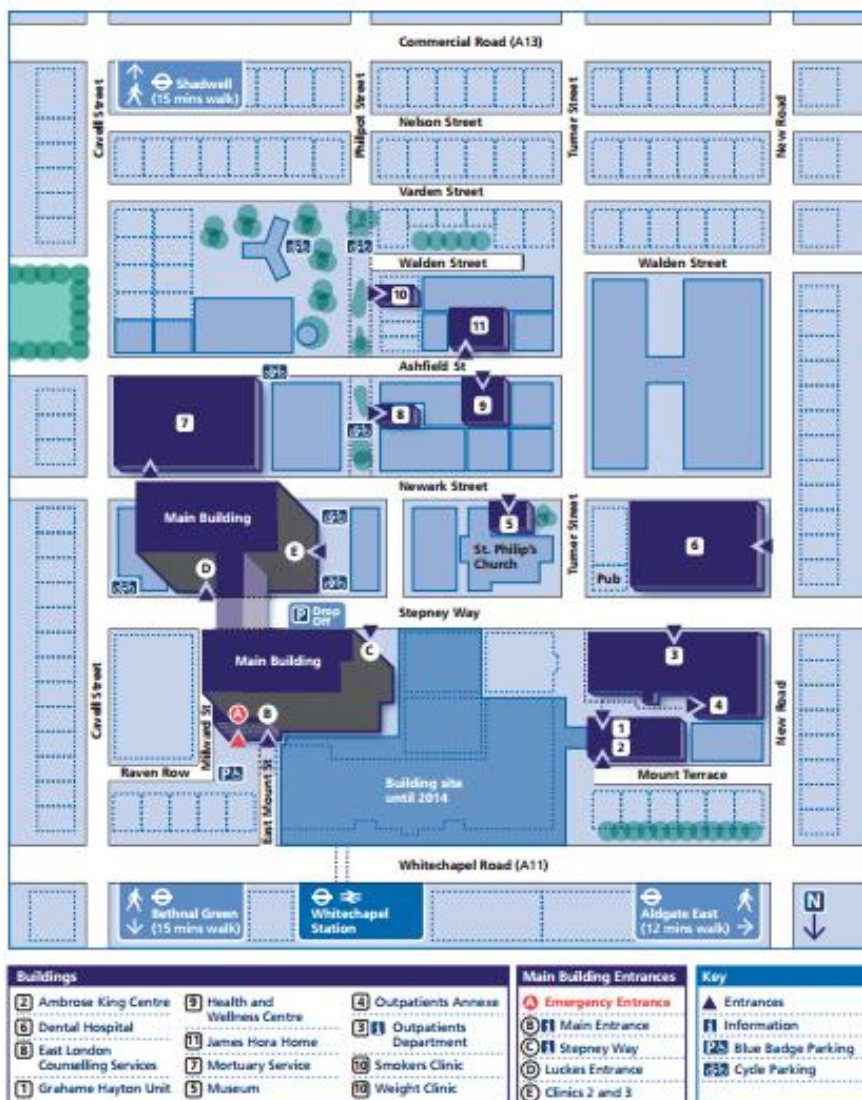 Commercial Road (A13)
Shadwell
(15 mins walk)
Cavell Street
Philpot Street
Turner Street
New Road
Nelson Street
Varden Street
Walden Street
Walden Street
10
11
Ashfield St
7
8
9
Newark Street
Main Building
D
E
5
St. Philip's
Church
Turner Street
6
Pub
P Drop
Off
Stepney Way
Main Building
C
A
B
3
4
1
2
Cavell Street
Milward St
New Road
Raven Row
P
East Mount St
Building site
until 2014
Mount Terrace
Whitechapel Road (A11)
Bethnal Green
(15 mins walk)
Whitechapel
Station
Aldgate East
(12 mins walk)
N
Buildings
2 Ambrose King Centre
6 Dental Hospital
8 East London
Counselling Services
1 Grahame Hayton Unit
9 Health and
Wellness Centre
11 James Hora Home
7 Mortuary Service
5 Museum
4 Outpatients Annexe
3 i Outpatients
Department
10 Smokers Clinic
10 Weight Clinic
Main Building Entrances
A Emergency Entrance
B i Main Entrance
C i Stepney Way
D Luckes Entrance
E Clinics 2 and 3
Key
Entrances
i Information
P Blue Badge Parking
Cycle Parking